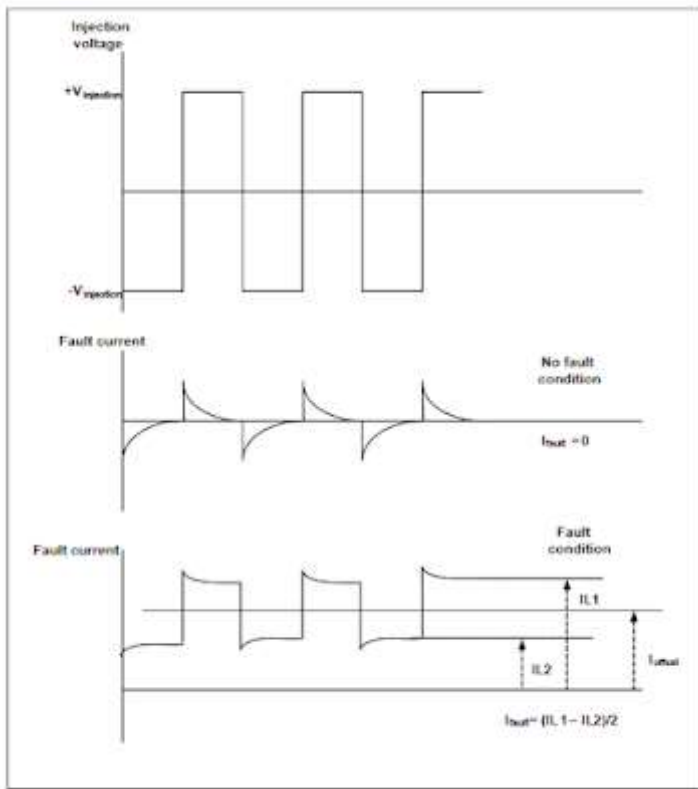 Injection
voltage
+Vinjection
-Vinjection
Fault current
No fault
condition
Ifault = 0
Fault current
Fault
condition
IL1
IL2
Ioffset
Ifault= (IL1 – IL2)/2